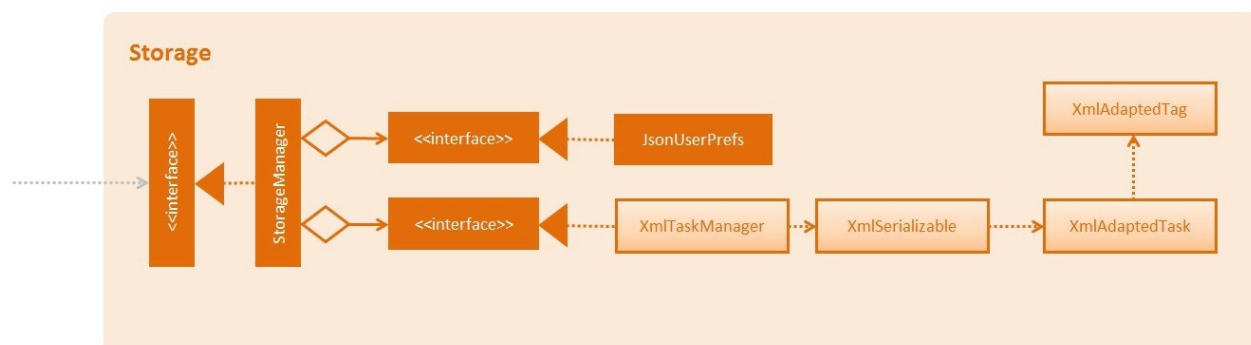 Storage
<<interface>>
StorageManager
<<interface>>
JsonUserPrefs
XmlAdaptedTag
<<interface>>
XmlTaskManager
XmlSerializable
XmlAdaptedTask